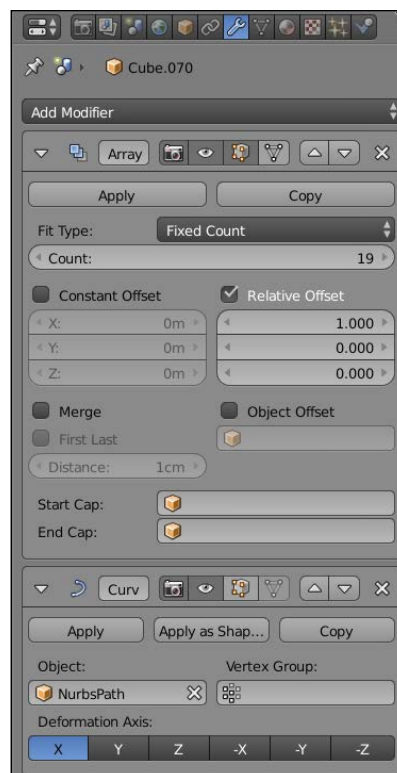 Cube.070
Add Modifier
Array
Apply Copy
Fit Type: Fixed Count
Count: 19
Constant Offset Relative Offset
X: 0m 1.000
Y: 0m 0.000
Z: 0m 0.000
Merge Object Offset
First Last
Distance: 1cm
Start Cap:
End Cap:
Curv
Apply Apply as Shap... Copy
Object: Vertex Group:
NurbsPath
Deformation Axis:
X Y Z -X -Y -Z